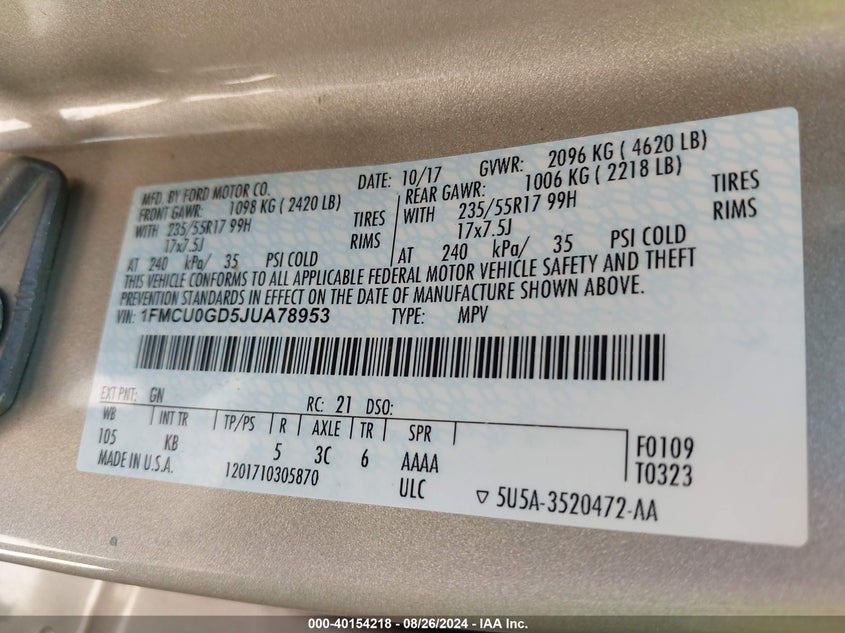 MFD. BY FORD MOTOR CO. DATE: 10/17 GVWR: 2096 KG ( 4620 LB)
FRONT GAWR: 1098 KG ( 2420 LB) REAR GAWR: 1006 KG ( 2218 LB)
WITH 235/55R17 99H TIRES WITH 235/55R17 99H TIRES
17x7.5J RIMS 17x7.5J RIMS
AT 240 kPa/ 35 PSI COLD AT 240 kPa/ 35 PSI COLD
THIS VEHICLE CONFORMS TO ALL APPLICABLE FEDERAL MOTOR VEHICLE SAFETY AND THEFT
PREVENTION STANDARDS IN EFFECT ON THE DATE OF MANUFACTURE SHOWN ABOVE.
VIN: 1FMCU0GD5JUA78953 TYPE: MPV
EXT PNT: GN RC: 21 DSO:
WB INT TR TP/PS R AXLE TR SPR
105 KB 5 3C 6 AAAA F0109
MADE IN U.S.A. 1201710305870 ULC T0323
▽ 5U5A-3520472-AA
000-40154218 - 08/26/2024 - IAA Inc.